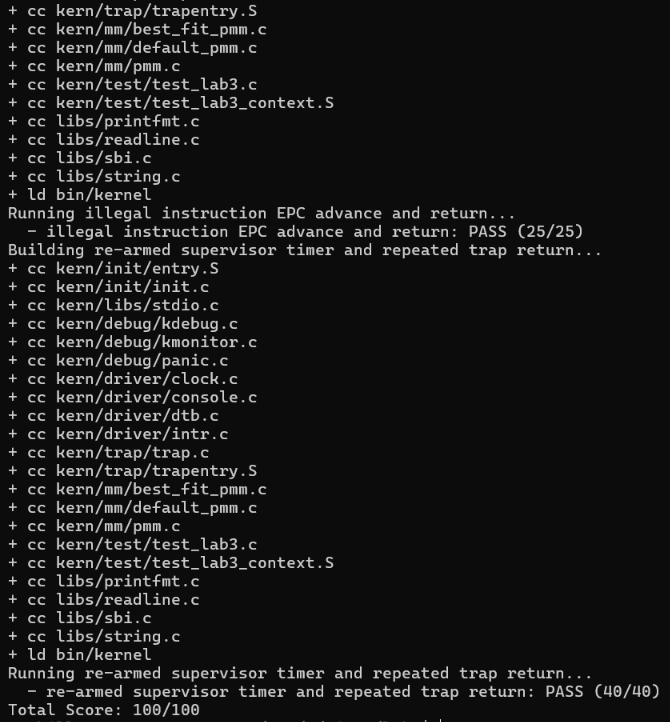 + cc kern/trap/trapentry.S
+ cc kern/mm/best_fit_pmm.c
+ cc kern/mm/default_pmm.c
+ cc kern/mm/pmm.c
+ cc kern/test/test_lab3.c
+ cc kern/test/test_lab3_context.S
+ cc libs/printfmt.c
+ cc libs/readline.c
+ cc libs/sbi.c
+ cc libs/string.c
+ ld bin/kernel
Running illegal instruction EPC advance and return...
  - illegal instruction EPC advance and return: PASS (25/25)
Building re-armed supervisor timer and repeated trap return...
+ cc kern/init/entry.S
+ cc kern/init/init.c
+ cc kern/libs/stdio.c
+ cc kern/debug/kdebug.c
+ cc kern/debug/kmonitor.c
+ cc kern/debug/panic.c
+ cc kern/driver/clock.c
+ cc kern/driver/console.c
+ cc kern/driver/dtb.c
+ cc kern/driver/intr.c
+ cc kern/trap/trap.c
+ cc kern/trap/trapentry.S
+ cc kern/mm/best_fit_pmm.c
+ cc kern/mm/default_pmm.c
+ cc kern/mm/pmm.c
+ cc kern/test/test_lab3.c
+ cc kern/test/test_lab3_context.S
+ cc libs/printfmt.c
+ cc libs/readline.c
+ cc libs/sbi.c
+ cc libs/string.c
+ ld bin/kernel
Running re-armed supervisor timer and repeated trap return...
  - re-armed supervisor timer and repeated trap return: PASS (40/40)
Total Score: 100/100